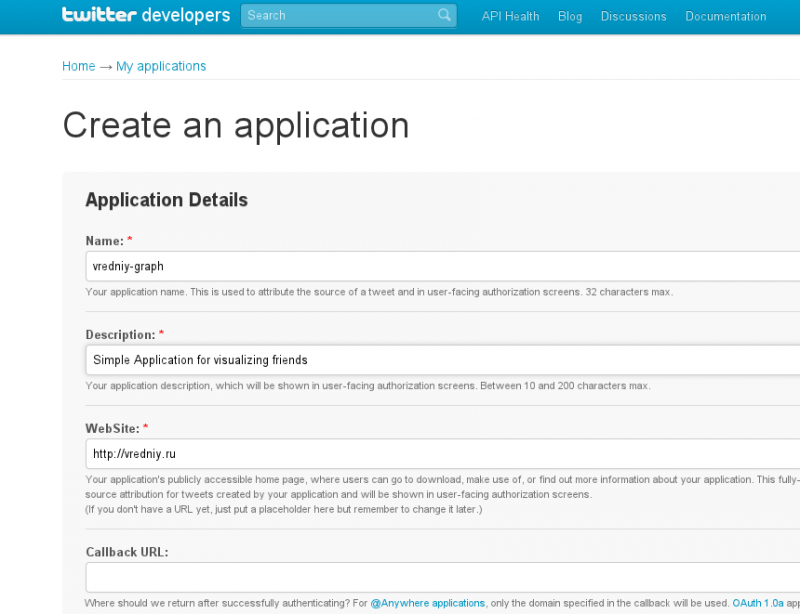 twitter developers Search API Health Blog Discussions Documentation
Home → My applications
Create an application
Application Details
Name: *
vredniy-graph
Your application name. This is used to attribute the source of a tweet and in user-facing authorization screens. 32 characters max.
Description: *
Simple Application for visualizing friends
Your application description, which will be shown in user-facing authorization screens. Between 10 and 200 characters max.
WebSite: *
http://vredniy.ru
Your application's publicly accessible home page, where users can go to download, make use of, or find out more information about your application. This fully-
source attribution for tweets created by your application and will be shown in user-facing authorization screens.
(If you don't have a URL yet, just put a placeholder here but remember to change it later.)
Callback URL:
Where should we return after successfully authenticating? For @Anywhere applications, only the domain specified in the callback will be used. OAuth 1.0a app